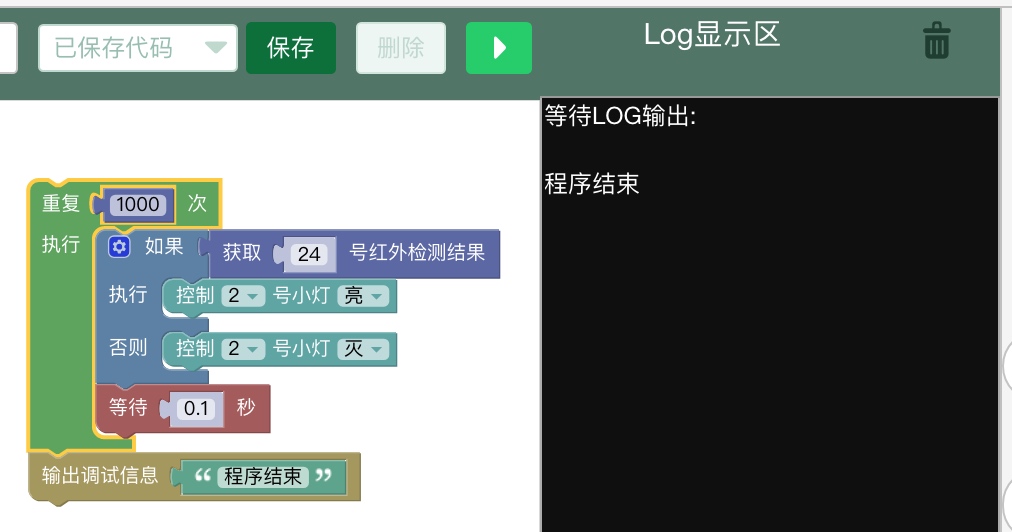 已保存代码 保存 删除 Log显示区
等待LOG输出:
程序结束
重复 1000 次
执行 如果 获取 24 号红外检测结果
执行 控制 2 号小灯 亮
否则 控制 2 号小灯 灭
等待 0.1 秒
输出调试信息 “ 程序结束 ”